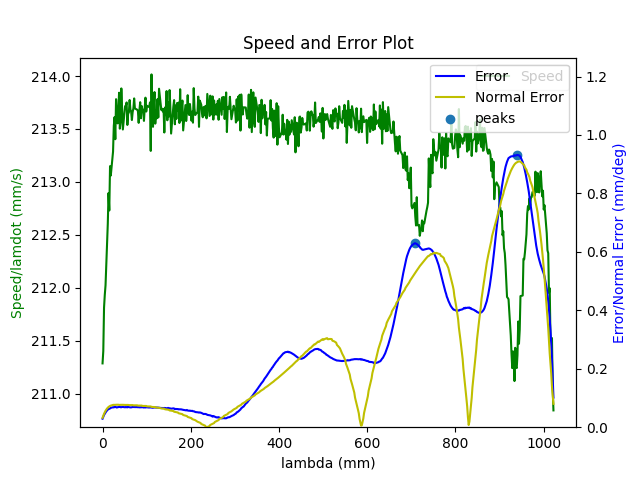 Speed and Error Plot
Speed/lamdot (mm/s)
214.0
213.5
213.0
212.5
212.0
211.5
211.0
Error
Speed
Normal Error
peaks
1.2
1.0
0.8
0.6
0.4
0.2
0.0
Error/Normal Error (mm/deg)
0
200
400
600
800
1000
lambda (mm)